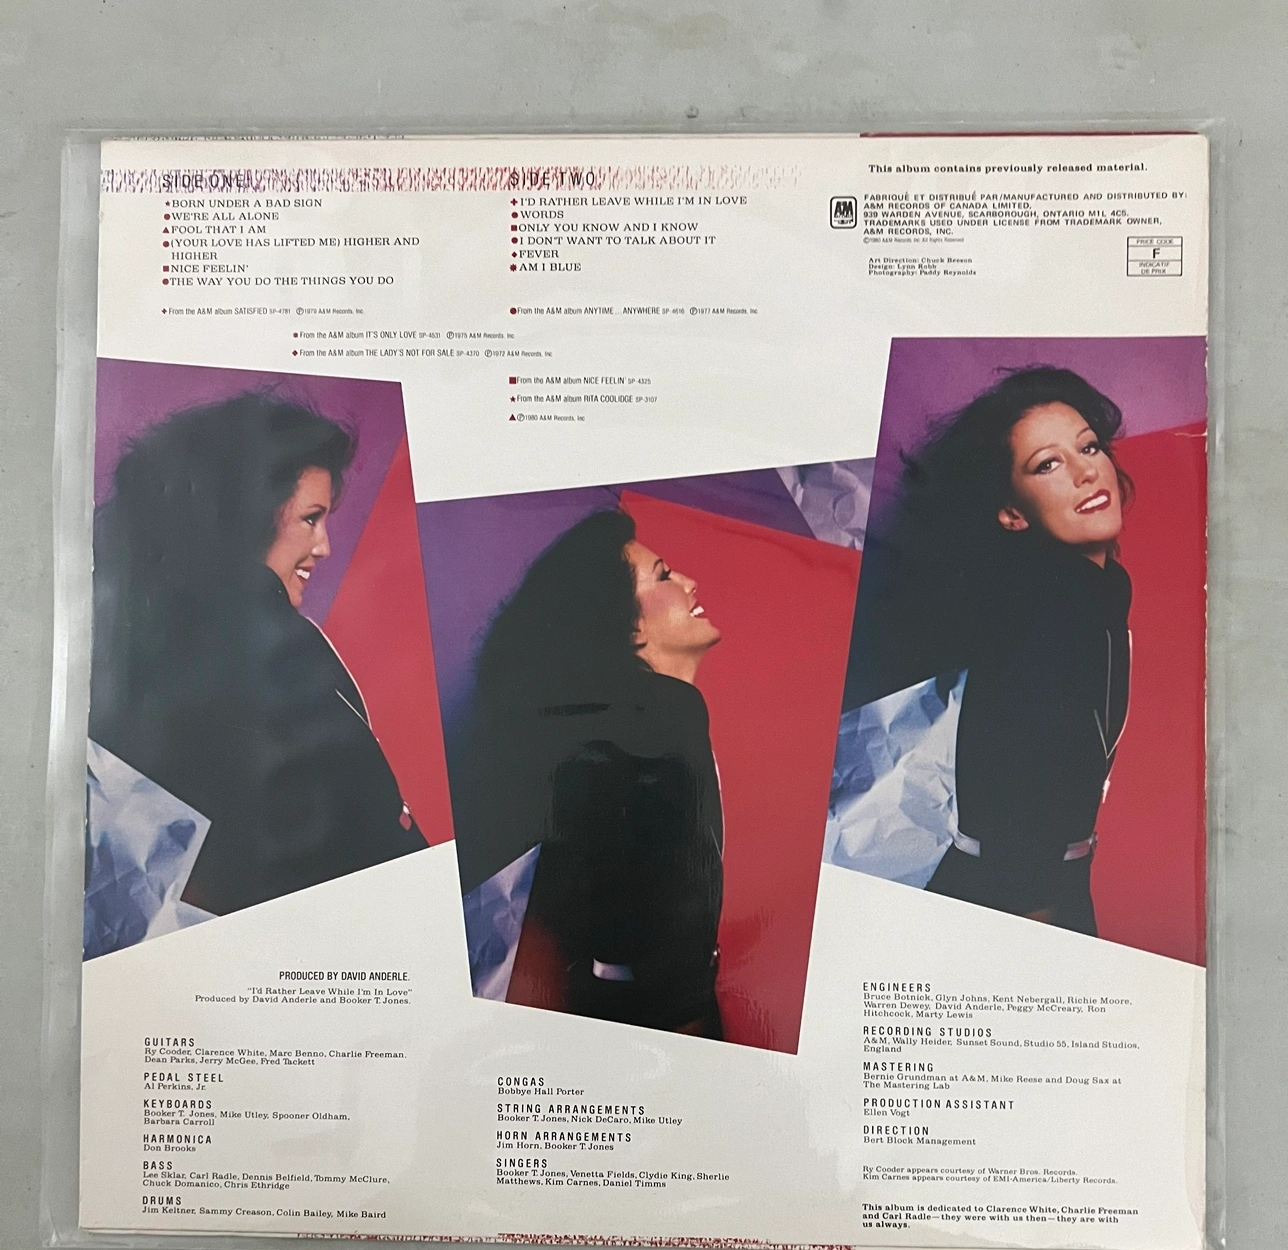 SIDE ONE
★BORN UNDER A BAD SIGN
●WE'RE ALL ALONE
▲FOOL THAT I AM
●(YOUR LOVE HAS LIFTED ME) HIGHER AND
HIGHER
■NICE FEELIN'
●THE WAY YOU DO THE THINGS YOU DO
SIDE TWO
✚I'D RATHER LEAVE WHILE I'M IN LOVE
●WORDS
■ONLY YOU KNOW AND I KNOW
●I DON'T WANT TO TALK ABOUT IT
◆FEVER
✸AM I BLUE
✚From the A&M album SATISFIED SP-4781 ℗1979 A&M Records, Inc.
●From the A&M album ANYTIME...ANYWHERE SP-4616 ℗1977 A&M Records, Inc.
✸From the A&M album IT'S ONLY LOVE SP-4531 ℗1975 A&M Records, Inc.
◆From the A&M album THE LADY'S NOT FOR SALE SP-4370 ℗1972 A&M Records, Inc.
■From the A&M album NICE FEELIN' SP-4325
★From the A&M album RITA COOLIDGE SP-3107
▲℗1980 A&M Records, Inc.
This album contains previously released material.
A&M
FABRIQUÉ ET DISTRIBUÉ PAR/MANUFACTURED AND DISTRIBUTED BY:
A&M RECORDS OF CANADA LIMITED,
939 WARDEN AVENUE, SCARBOROUGH, ONTARIO M1L 4C5.
TRADEMARKS USED UNDER LICENSE FROM TRADEMARK OWNER,
A&M RECORDS, INC.
©1980 A&M Records, Inc. All Rights Reserved
PRICE CODE
F
INDICATIF
DE PRIX
Art Direction: Chuck Beeson
Design: Lynn Robb
Photography: Paddy Reynolds
PRODUCED BY DAVID ANDERLE.
"I'd Rather Leave While I'm In Love"
Produced by David Anderle and Booker T. Jones.
GUITARS
Ry Cooder, Clarence White, Marc Benno, Charlie Freeman,
Dean Parks, Jerry McGee, Fred Tackett
PEDAL STEEL
Al Perkins, Jr.
KEYBOARDS
Booker T. Jones, Mike Utley, Spooner Oldham,
Barbara Carroll
HARMONICA
Don Brooks
BASS
Lee Sklar, Carl Radle, Dennis Belfield, Tommy McClure,
Chuck Domanico, Chris Ethridge
DRUMS
Jim Keltner, Sammy Creason, Colin Bailey, Mike Baird
CONGAS
Bobbye Hall Porter
STRING ARRANGEMENTS
Booker T. Jones, Nick DeCaro, Mike Utley
HORN ARRANGEMENTS
Jim Horn, Booker T. Jones
SINGERS
Booker T. Jones, Venetta Fields, Clydie King, Sherlie
Matthews, Kim Carnes, Daniel Timms
ENGINEERS
Bruce Botnick, Glyn Johns, Kent Nebergall, Richie Moore,
Warren Dewey, David Anderle, Peggy McCreary, Ron
Hitchcock, Marty Lewis
RECORDING STUDIOS
A&M, Wally Heider, Sunset Sound, Studio 55, Island Studios,
England
MASTERING
Bernie Grundman at A&M, Mike Reese and Doug Sax at
The Mastering Lab
PRODUCTION ASSISTANT
Ellen Vogt
DIRECTION
Bert Block Management
Ry Cooder appears courtesy of Warner Bros. Records.
Kim Carnes appears courtesy of EMI-America/Liberty Records.
This album is dedicated to Clarence White, Charlie Freeman
and Carl Radle—they were with us then—they are with
us always.